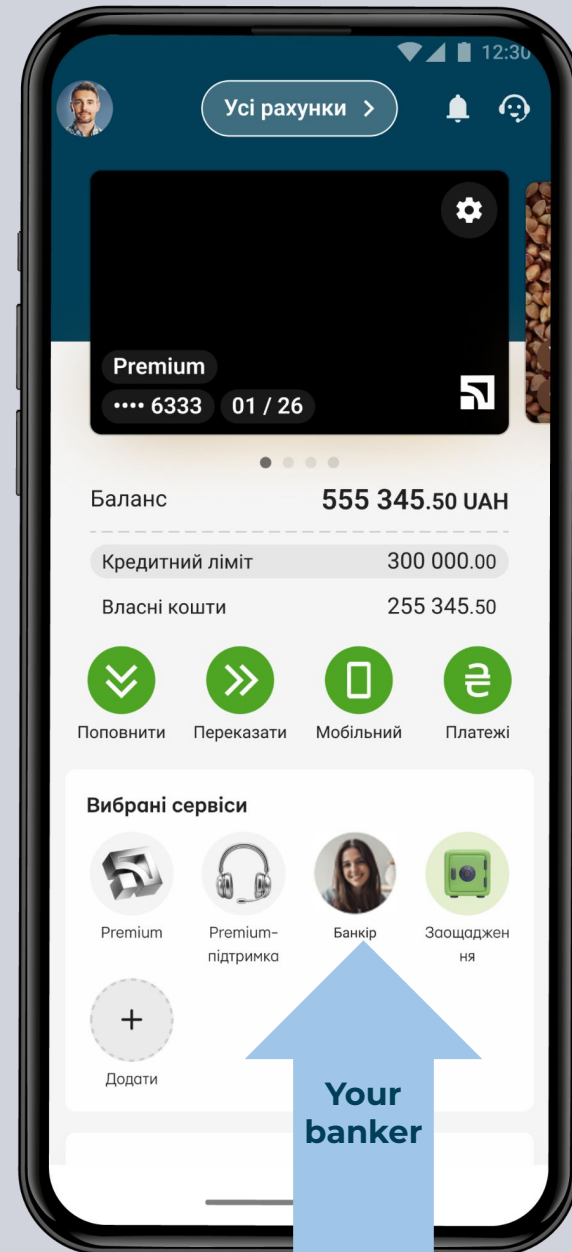 12:30
Усі рахунки >
Premium
•••• 6333 01 / 26
Баланс 555 345.50 UAH
Кредитний ліміт 300 000.00
Власні кошти 255 345.50
Поповнити Переказати Мобільний Платежі
Вибрані сервіси
Premium Premium- Банкір Заощаджен
підтримка ня
Додати
Your
banker